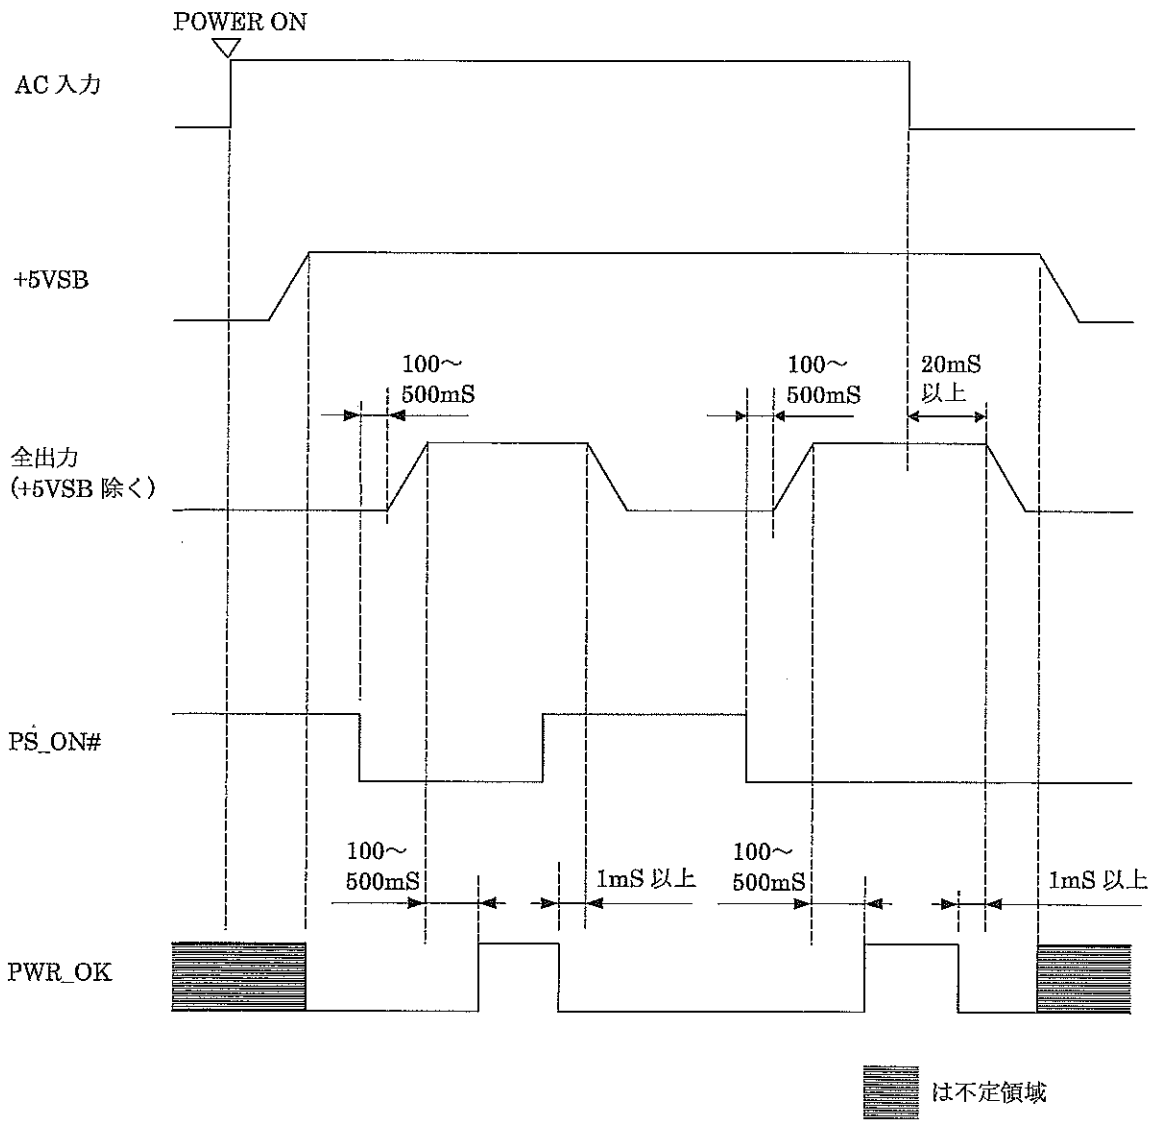 POWER ON
AC 入力
+5VSB
100～
500mS
100～
500mS
20mS
以上
全出力
(+5VSB 除く)
PS_ON#
100～
500mS
1mS 以上
100～
500mS
1mS 以上
PWR_OK
は不定領域